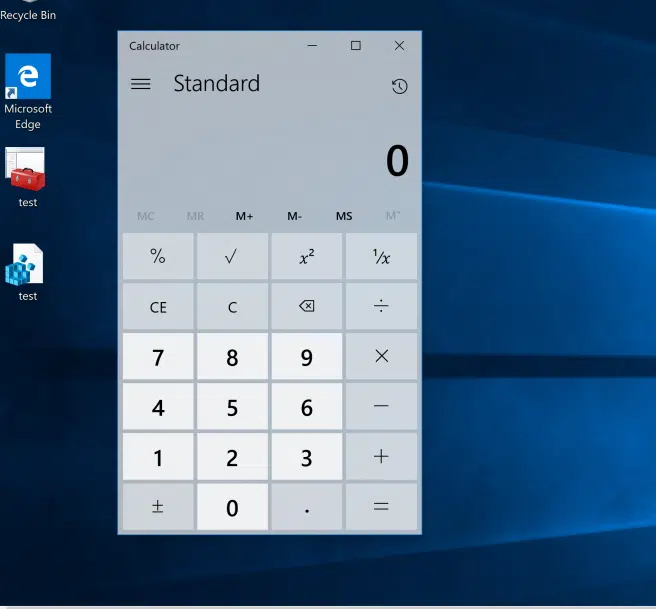 Recycle Bin
Microsoft
Edge
test
test
Calculator
Standard
0
MC MR M+ M- MS M˅
% √ x² ¹/x
CE C ÷
7 8 9 ×
4 5 6 −
1 2 3 +
± 0 . =